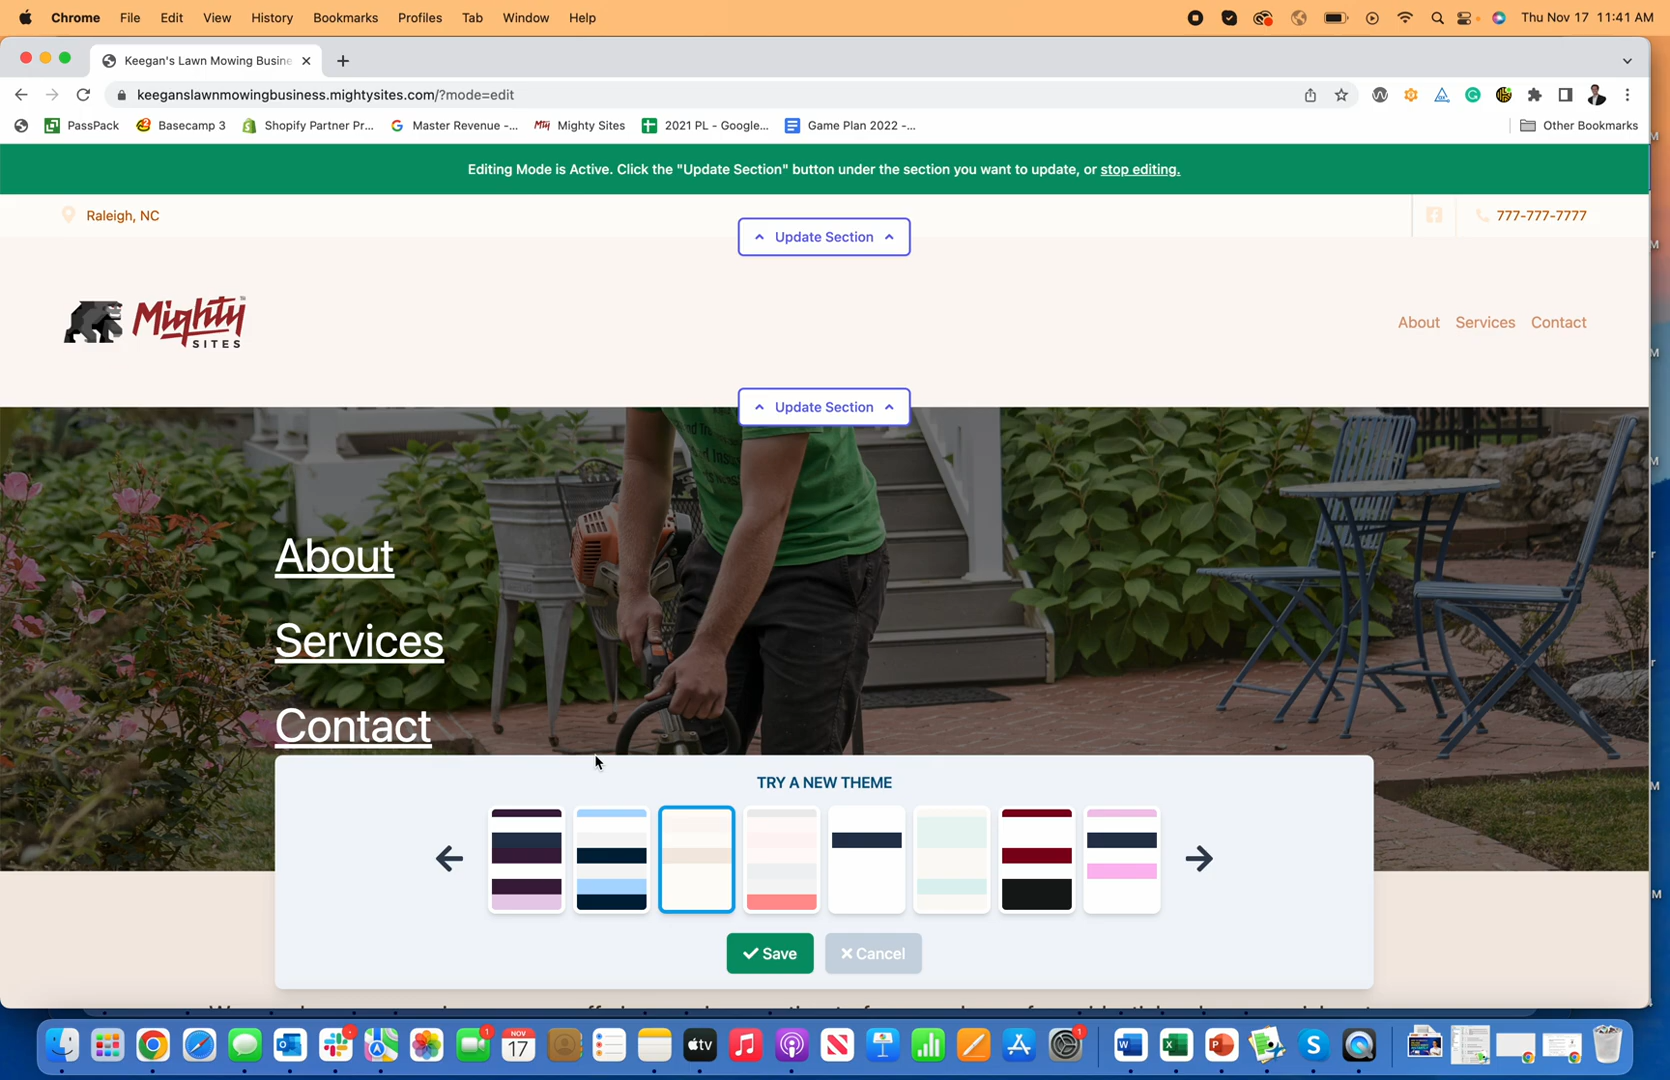 Chrome File Edit View History Bookmarks Profiles Tab Window Help Thu Nov 17 11:41 AM
Keegan's Lawn Mowing Busine
keeganslawnmowingbusiness.mightysites.com/?mode=edit
PassPack Basecamp 3 Shopify Partner Pr... Master Revenue -... Mighty Sites 2021 PL - Google... Game Plan 2022 -... Other Bookmarks
Editing Mode is Active. Click the "Update Section" button under the section you want to update, or stop editing.
Raleigh, NC 777-777-7777
Update Section
Mighty SITES
About Services Contact
Update Section
About
Services
Contact
TRY A NEW THEME
Save Cancel
NOV
17
tv